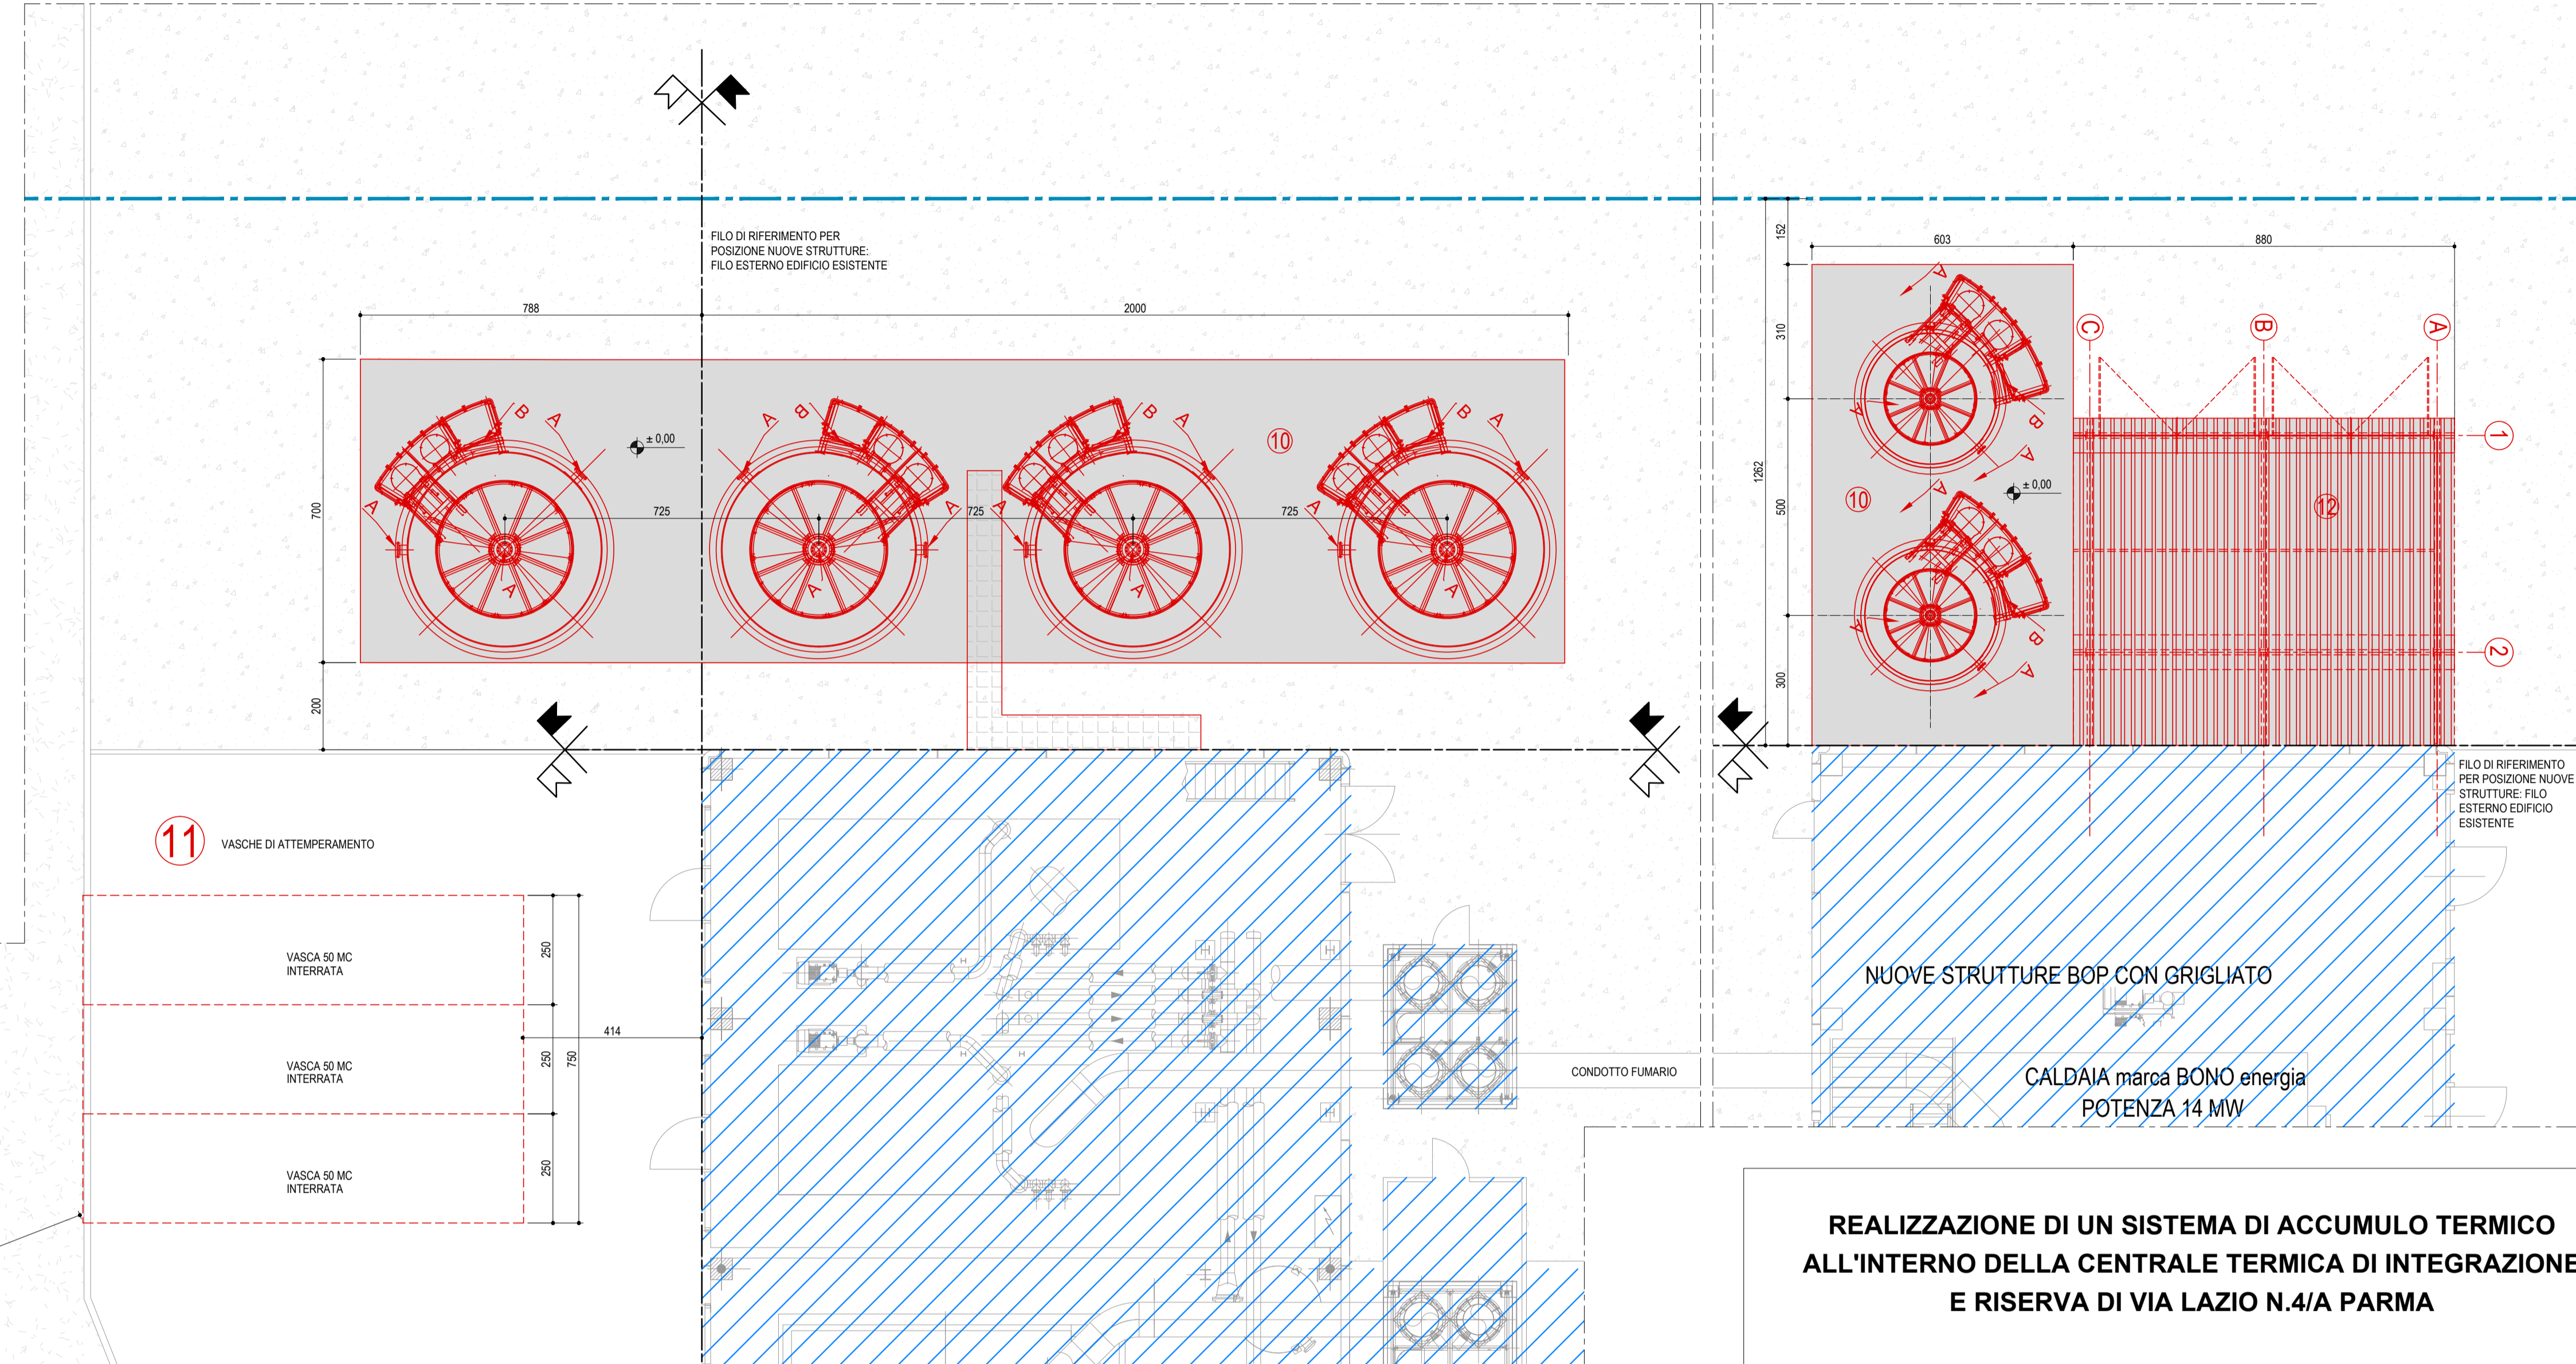 FILO DI RIFERIMENTO PER
POSIZIONE NUOVE STRUTTURE:
FILO ESTERNO EDIFICIO ESISTENTE
788
2000
700
200
± 0,00
10
725
725
725
A
B
A
A
A
B
A
A
A
B
A
A
A
B
A
A
152
603
880
310
1262
500
300
A
A
B
A
A
A
B
A
± 0,00
10
12
C
B
A
1
2
FILO DI RIFERIMENTO
PER POSIZIONE NUOVE
STRUTTURE: FILO
ESTERNO EDIFICIO
ESISTENTE
11
VASCHE DI ATTEMPERAMENTO
VASCA 50 MC
INTERRATA
VASCA 50 MC
INTERRATA
VASCA 50 MC
INTERRATA
250
250
250
750
414
CONDOTTO FUMARIO
NUOVE STRUTTURE BOP CON GRIGLIATO
CALDAIA marca BONO energia
POTENZA 14 MW
REALIZZAZIONE DI UN SISTEMA DI ACCUMULO TERMICO
ALL'INTERNO DELLA CENTRALE TERMICA DI INTEGRAZIONE
E RISERVA DI VIA LAZIO N.4/A PARMA